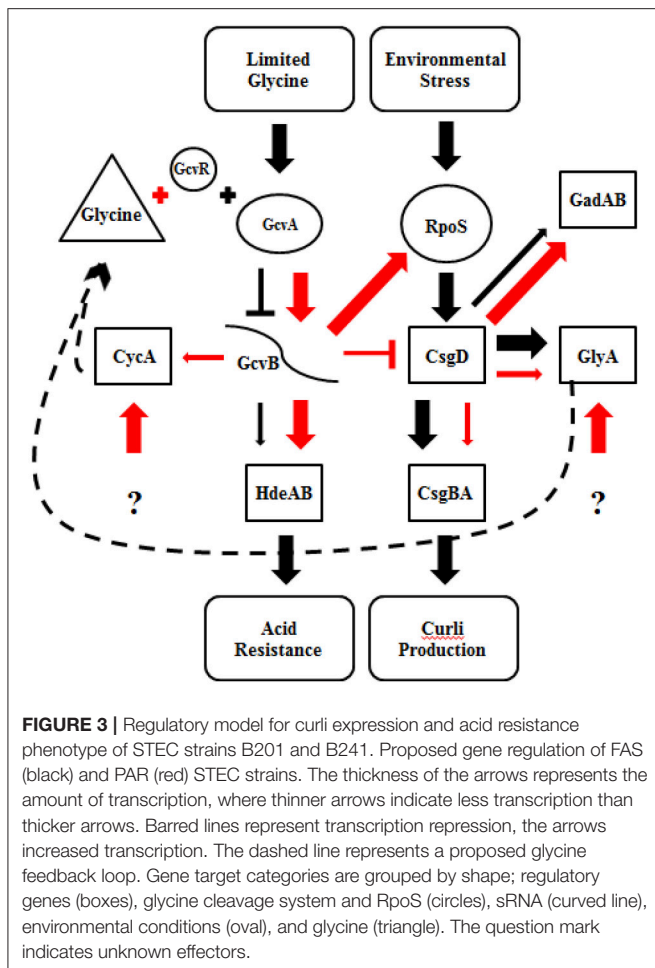 Limited
Glycine
Environmental
Stress
GcvR
+
+
Glycine
GcvA
RpoS
GadAB
CycA
GcvB
CsgD
GlyA
?
HdeAB
CsgBA
?
Acid
Resistance
Curli
Production
FIGURE 3 | Regulatory model for curli expression and acid resistance
phenotype of STEC strains B201 and B241. Proposed gene regulation of FAS
(black) and PAR (red) STEC strains. The thickness of the arrows represents the
amount of transcription, where thinner arrows indicate less transcription than
thicker arrows. Barred lines represent transcription repression, the arrows
increased transcription. The dashed line represents a proposed glycine
feedback loop. Gene target categories are grouped by shape; regulatory
genes (boxes), glycine cleavage system and RpoS (circles), sRNA (curved line),
environmental conditions (oval), and glycine (triangle). The question mark
indicates unknown effectors.